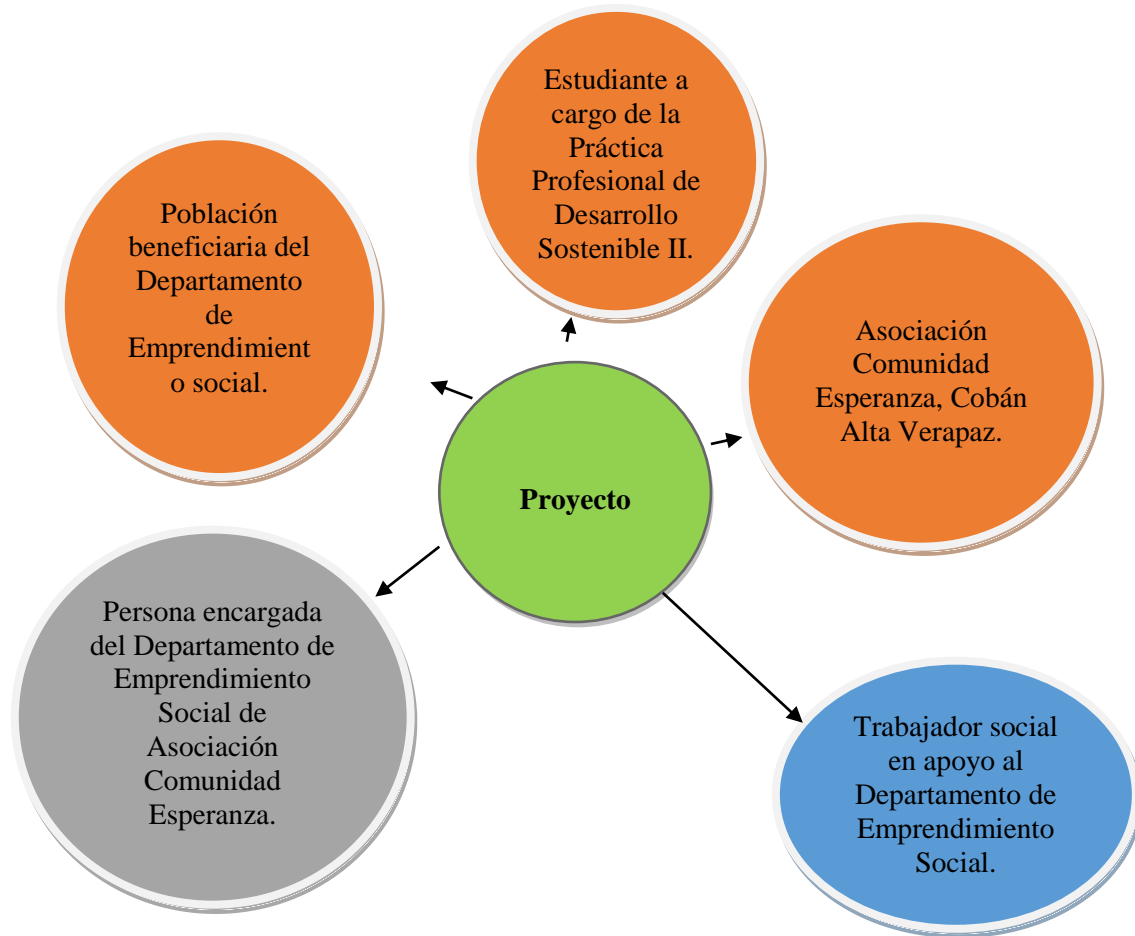 Estudiante a
cargo de la
Práctica
Profesional de
Desarrollo
Sostenible II.
Población
beneficiaria del
Departamento
de
Emprendimient
o social.
Asociación
Comunidad
Esperanza, Cobán
Alta Verapaz.
Proyecto
Persona encargada
del Departamento de
Emprendimiento
Social de
Asociación
Comunidad
Esperanza.
Trabajador social
en apoyo al
Departamento de
Emprendimiento
Social.